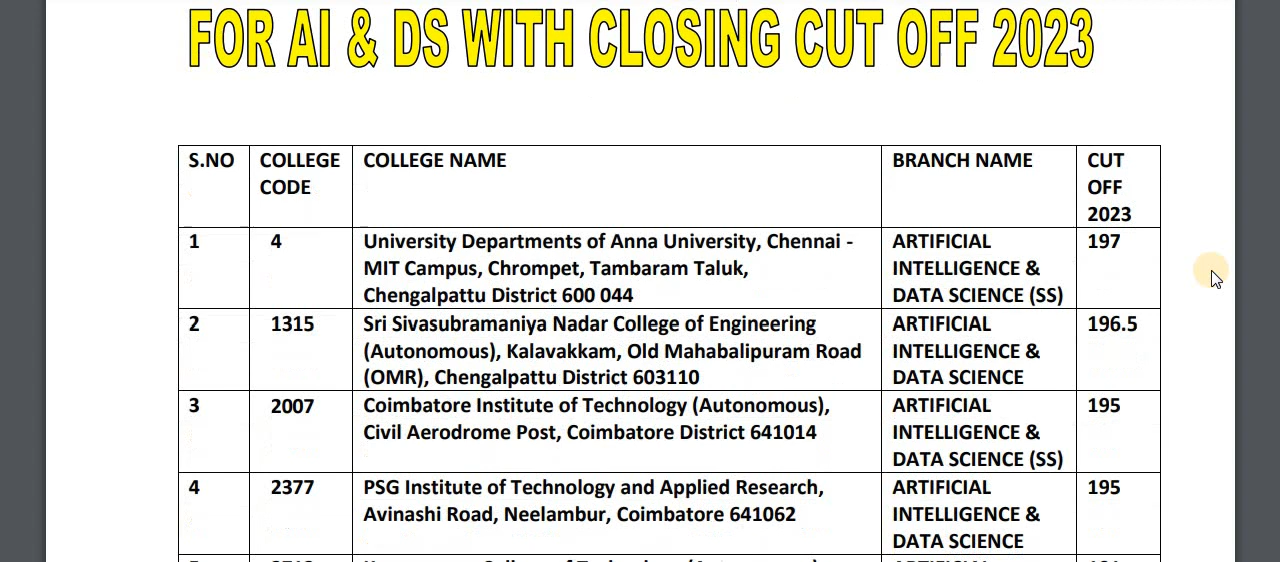 FOR AI & DS WITH CLOSING CUT OFF 2023
S.NO COLLEGE CODE COLLEGE NAME BRANCH NAME CUT OFF 2023
1 4 University Departments of Anna University, Chennai - ARTIFICIAL 197
MIT Campus, Chrompet, Tambaram Taluk, INTELLIGENCE &
Chengalpattu District 600 044 DATA SCIENCE (SS)
2 1315 Sri Sivasubramaniya Nadar College of Engineering ARTIFICIAL 196.5
(Autonomous), Kalavakkam, Old Mahabalipuram Road INTELLIGENCE &
(OMR), Chengalpattu District 603110 DATA SCIENCE
3 2007 Coimbatore Institute of Technology (Autonomous), ARTIFICIAL 195
Civil Aerodrome Post, Coimbatore District 641014 INTELLIGENCE &
DATA SCIENCE (SS)
4 2377 PSG Institute of Technology and Applied Research, ARTIFICIAL 195
Avinashi Road, Neelambur, Coimbatore 641062 INTELLIGENCE &
DATA SCIENCE